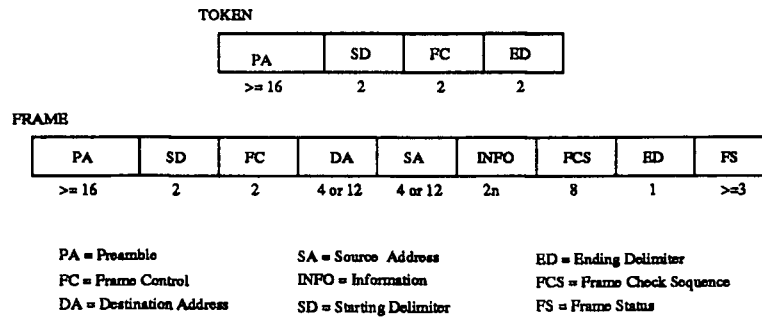 TOKEN
PA SD FC ED
>= 16 2 2 2
FRAME
PA SD FC DA SA INFO FCS ED FS
>= 16 2 2 4 or 12 4 or 12 2n 8 1 >=3
PA = Preamble SA = Source Address ED = Ending Delimiter
FC = Frame Control INFO = Information FCS = Frame Check Sequence
DA = Destination Address SD = Starting Delimiter FS = Frame Status